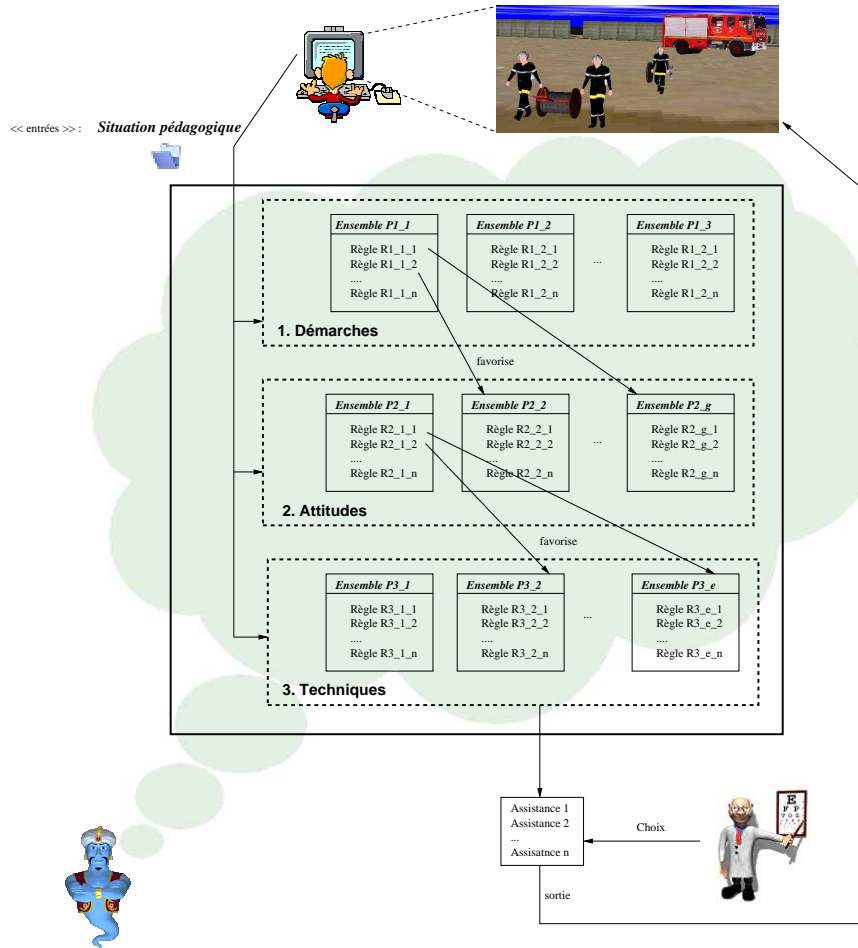 << entrées >> : Situation pédagogique
Ensemble P1_1
Règle R1_1_1
Règle R1_1_2
....
Règle R1_1_n
Ensemble P1_2
Règle R1_2_1
Règle R1_2_2
....
Règle R1_2_n
...
Ensemble P1_3
Règle R1_2_1
Règle R1_2_2
....
Règle R1_2_n
1. Démarches
favorise
Ensemble P2_1
Règle R2_1_1
Règle R2_1_2
....
Règle R2_1_n
Ensemble P2_2
Règle R2_2_1
Règle R2_2_2
....
Règle R2_2_n
...
Ensemble P2_g
Règle R2_g_1
Règle R2_g_2
....
Règle R2_g_n
2. Attitudes
favorise
Ensemble P3_1
Règle R3_1_1
Règle R3_1_2
....
Règle R3_1_n
Ensemble P3_2
Règle R3_2_1
Règle R3_2_2
....
Règle R3_2_n
...
Ensemble P3_e
Règle R3_e_1
Règle R3_e_2
....
Règle R3_e_n
3. Techniques
Assistance 1
Assistance 2
...
Assisatnce n
Choix
E
F P
sortie